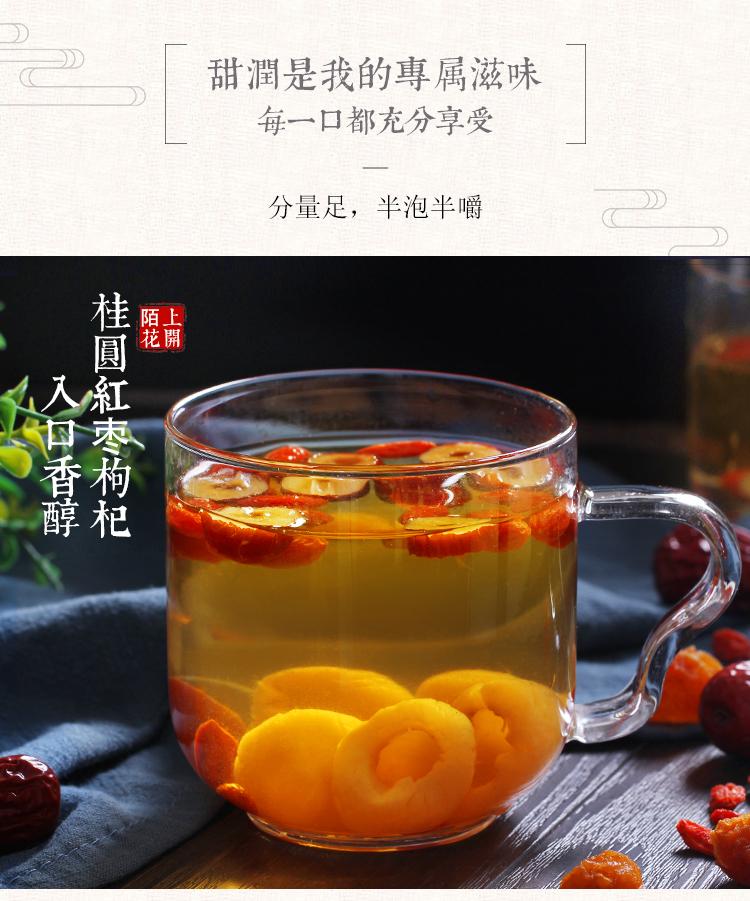 甜潤是我的專属滋味
每一口都充分享受
分量足，半泡半嚼
陌上花開
桂圓紅枣枸杞
入口香醇